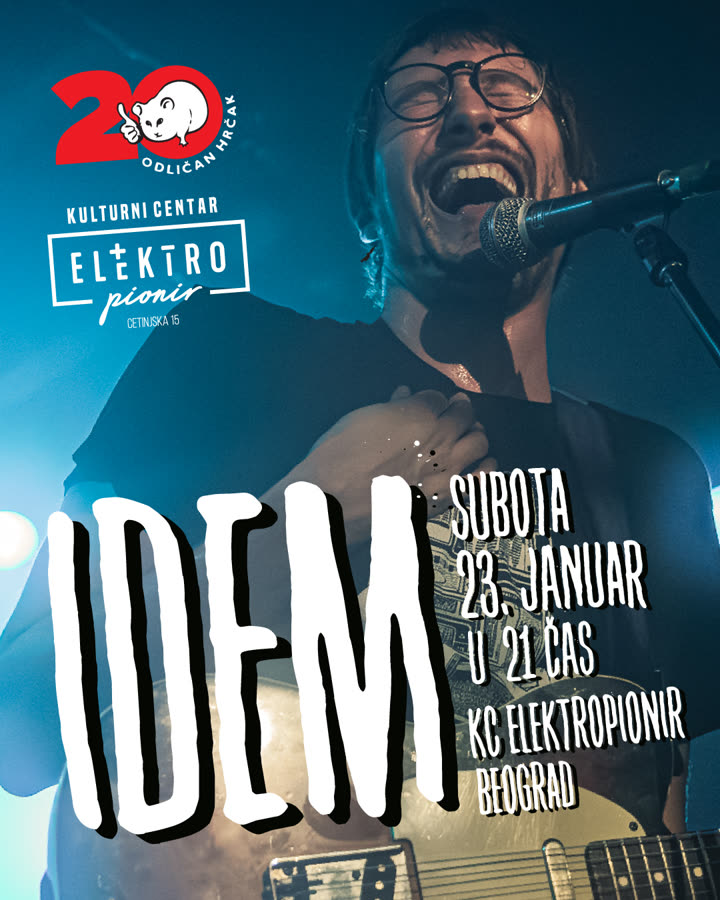 20
ODLIČAN HRČAK
KULTURNI CENTAR
ELEKTRO
pionir
CETINJSKA 15
IDEM
SUBOTA
23. JANUAR
U 21 ČAS
KC ELEKTROPIONIR
BEOGRAD